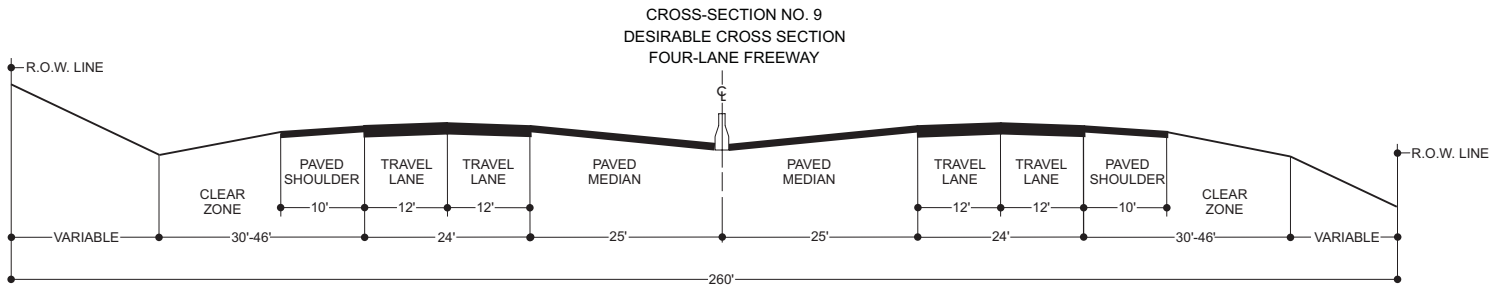 CROSS-SECTION NO. 9
DESIRABLE CROSS SECTION
FOUR-LANE FREEWAY
R.O.W. LINE
℄
R.O.W. LINE
PAVED
SHOULDER
TRAVEL
LANE
TRAVEL
LANE
PAVED
MEDIAN
PAVED
MEDIAN
TRAVEL
LANE
TRAVEL
LANE
PAVED
SHOULDER
CLEAR
ZONE
CLEAR
ZONE
10' 12' 12' 12' 12' 10'
VARIABLE 30'-46' 24' 25' 25' 24' 30'-46' VARIABLE
260'